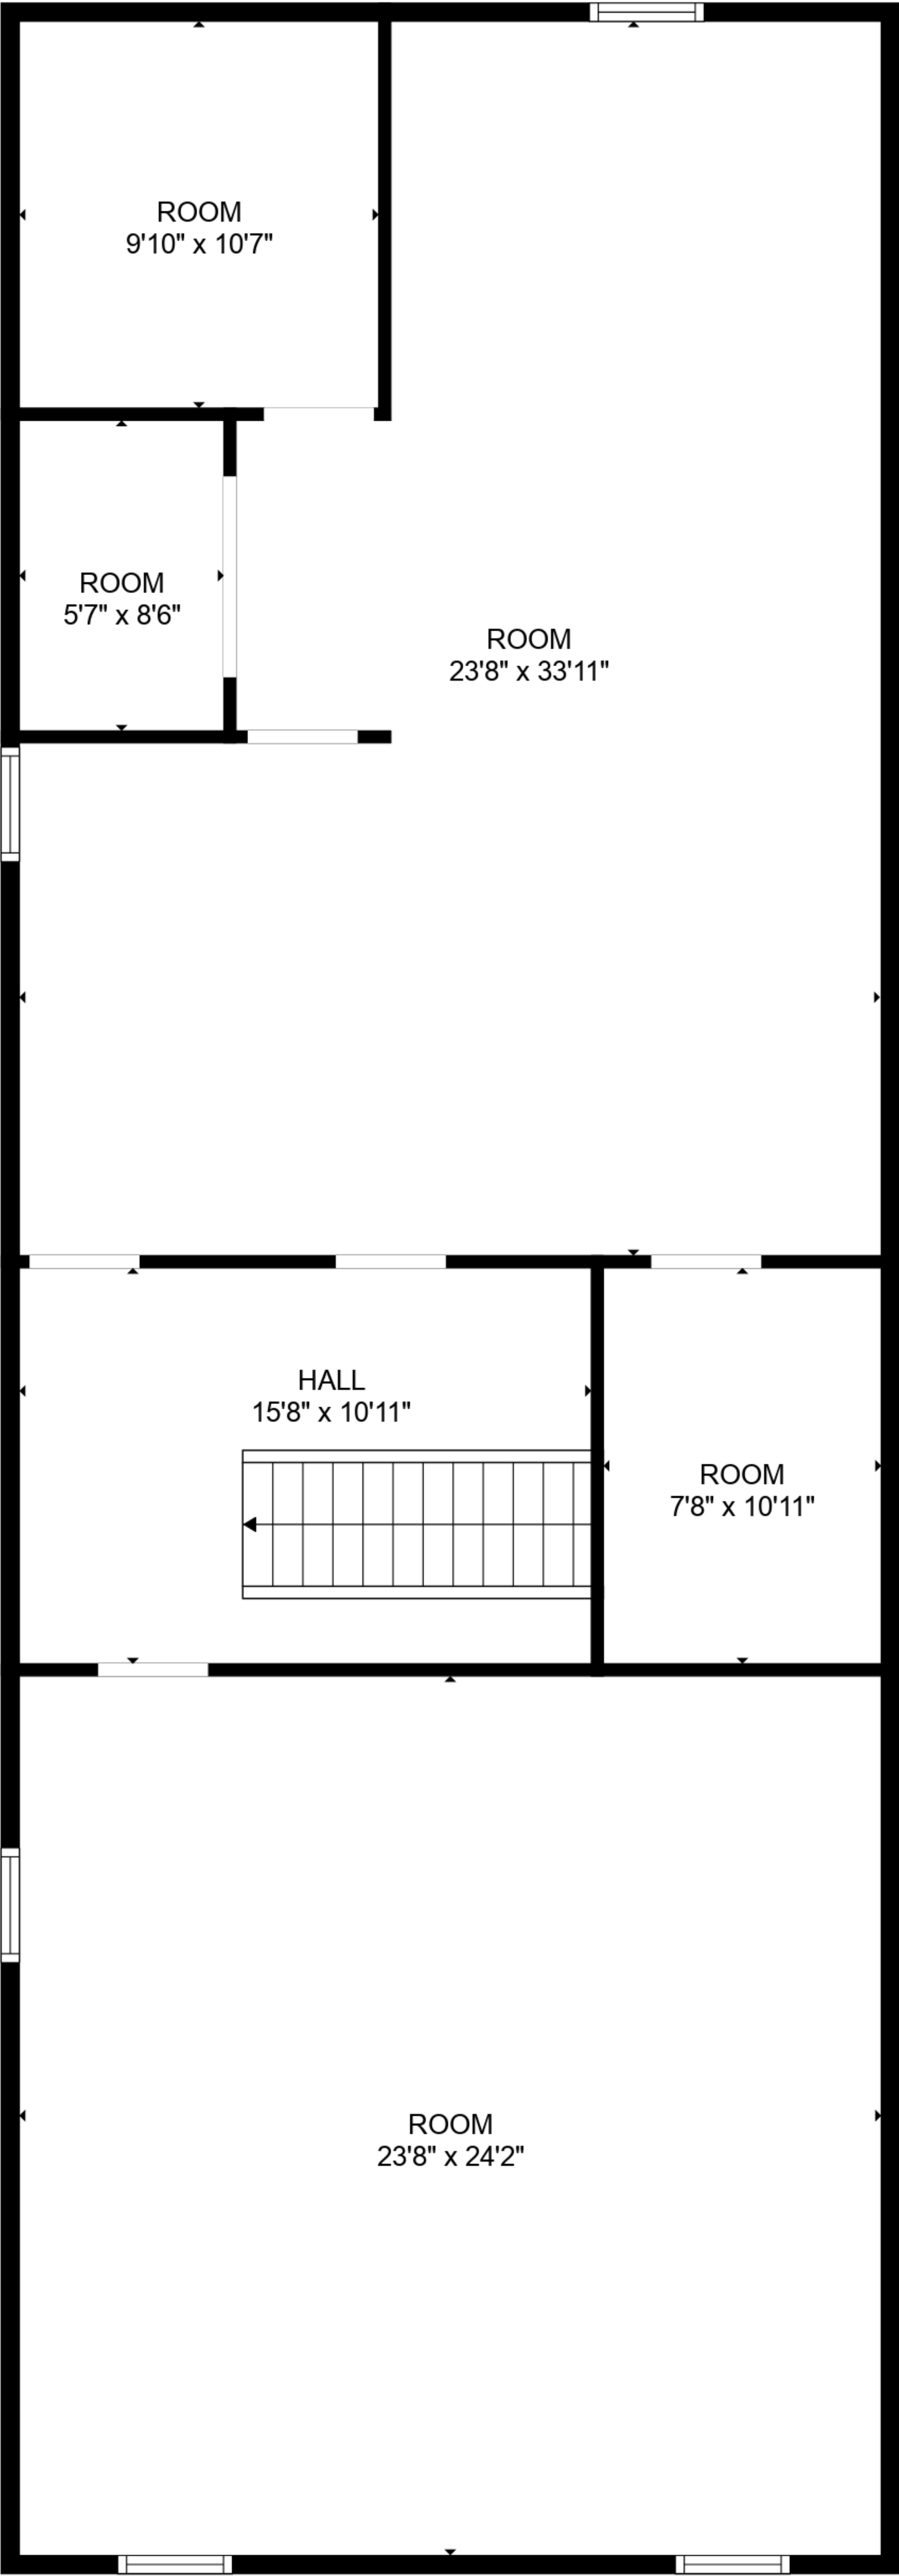 ROOM
9'10" x 10'7"
ROOM
5'7" x 8'6"
ROOM
23'8" x 33'11"
HALL
15'8" x 10'11"
ROOM
7'8" x 10'11"
ROOM
23'8" x 24'2"